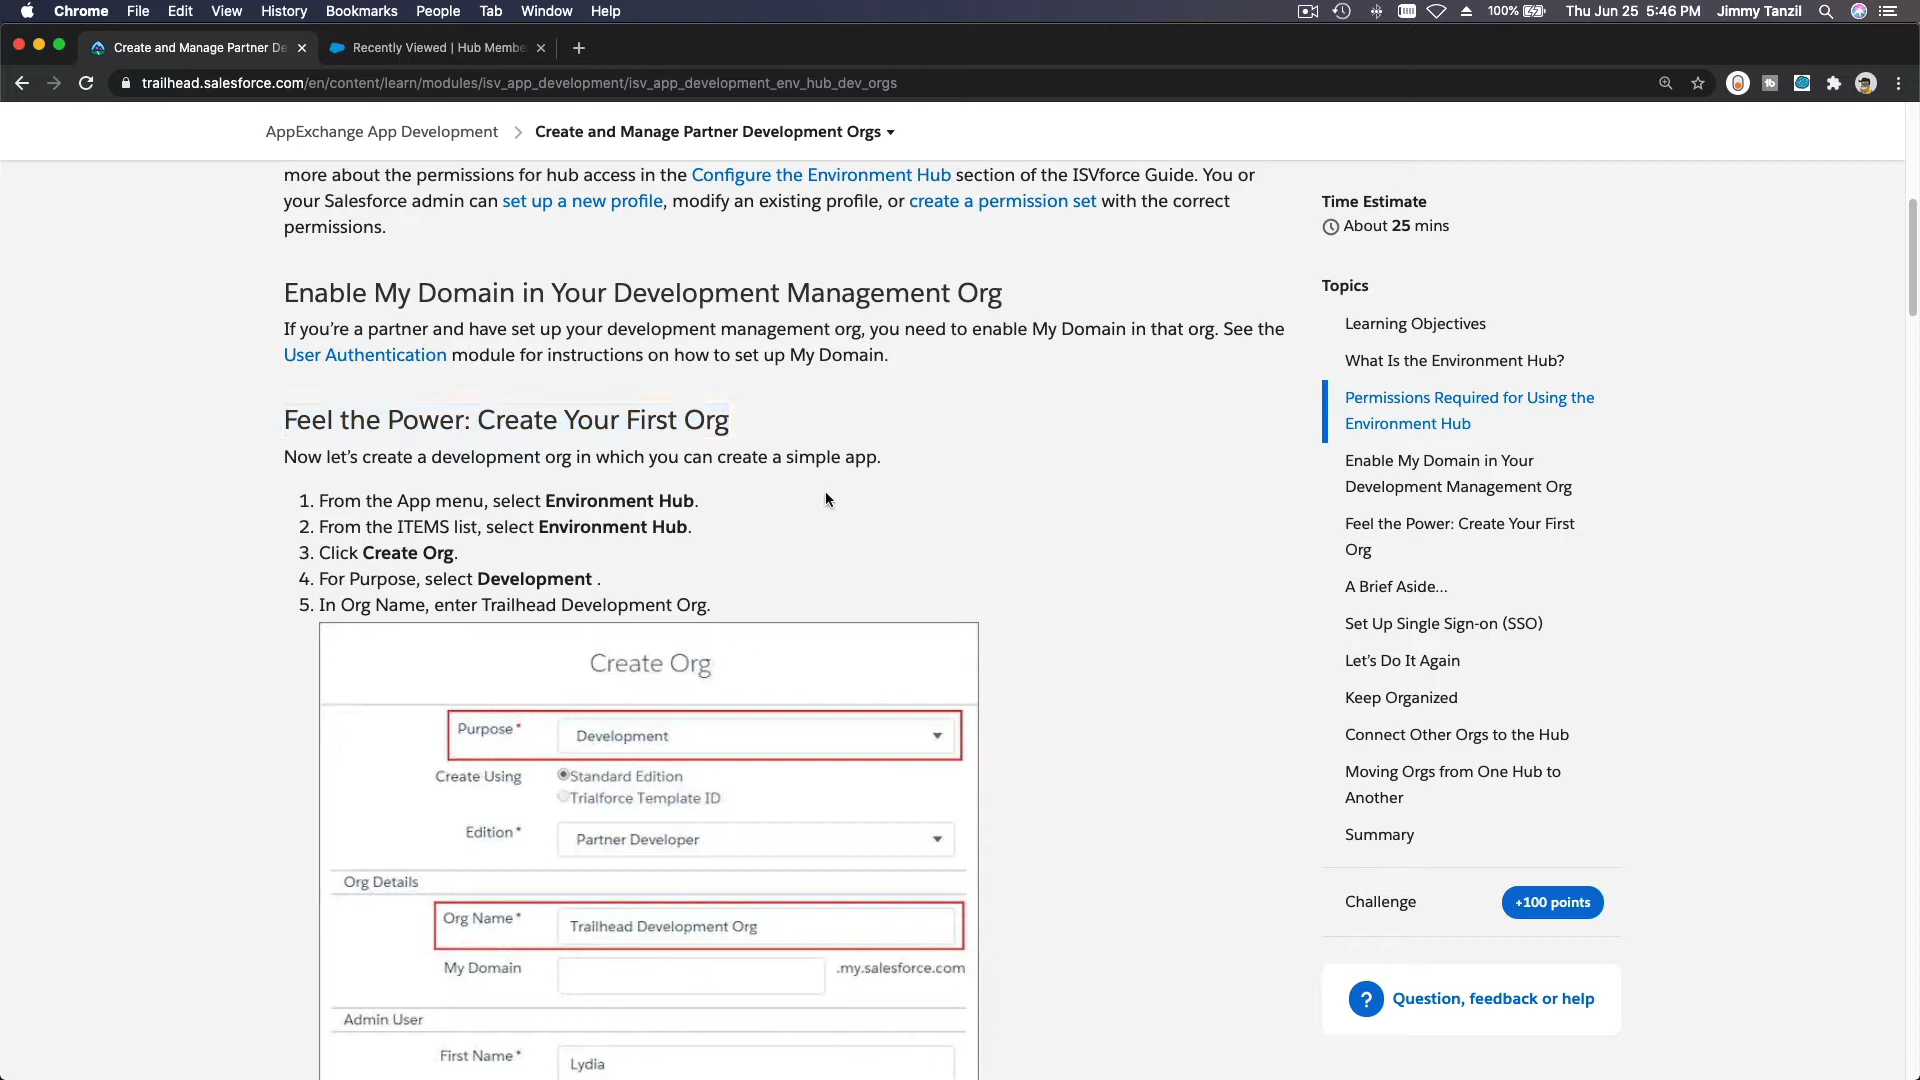 Chrome File Edit View History Bookmarks People Tab Window Help 100% Thu Jun 25 5:46 PM Jimmy Tanzil
Create and Manage Partner De Recently Viewed | Hub Membe
trailhead.salesforce.com/en/content/learn/modules/isv_app_development/isv_app_development_env_hub_dev_orgs
AppExchange App Development Create and Manage Partner Development Orgs
more about the permissions for hub access in the Configure the Environment Hub section of the ISVforce Guide. You or
your Salesforce admin can set up a new profile, modify an existing profile, or create a permission set with the correct
permissions.
Enable My Domain in Your Development Management Org
If you're a partner and have set up your development management org, you need to enable My Domain in that org. See the
User Authentication module for instructions on how to set up My Domain.
Feel the Power: Create Your First Org
Now let's create a development org in which you can create a simple app.
1. From the App menu, select Environment Hub.
2. From the ITEMS list, select Environment Hub.
3. Click Create Org.
4. For Purpose, select Development .
5. In Org Name, enter Trailhead Development Org.
Create Org
Purpose* Development
Create Using Standard Edition
Trialforce Template ID
Edition* Partner Developer
Org Details
Org Name* Trailhead Development Org
My Domain .my.salesforce.com
Admin User
First Name* Lydia
Time Estimate
About 25 mins
Topics
Learning Objectives
What Is the Environment Hub?
Permissions Required for Using the
Environment Hub
Enable My Domain in Your
Development Management Org
Feel the Power: Create Your First
Org
A Brief Aside...
Set Up Single Sign-on (SSO)
Let's Do It Again
Keep Organized
Connect Other Orgs to the Hub
Moving Orgs from One Hub to
Another
Summary
Challenge +100 points
? Question, feedback or help